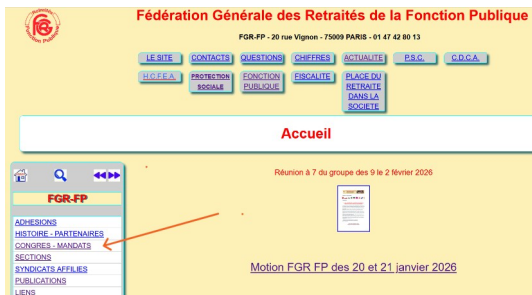 Fédération Générale des Retraités de la Fonction Publique
FGR-FP - 20 rue Vignon - 75009 PARIS - 01 47 42 80 13
LE SITE CONTACTS QUESTIONS CHIFFRES ACTUALITE P.S.C. C.D.C.A.
H.C.F.E.A. PROTECTION SOCIALE FONCTION PUBLIQUE FISCALITE PLACE DU RETRAITE DANS LA SOCIETE
Accueil
Réunion à 7 du groupe des 9 le 2 février 2026
FGR-FP
ADHESIONS
HISTOIRE - PARTENAIRES
CONGRES - MANDATS
SECTIONS
SYNDICATS AFFILIES
PUBLICATIONS
LIENS
Motion FGR FP des 20 et 21 janvier 2026